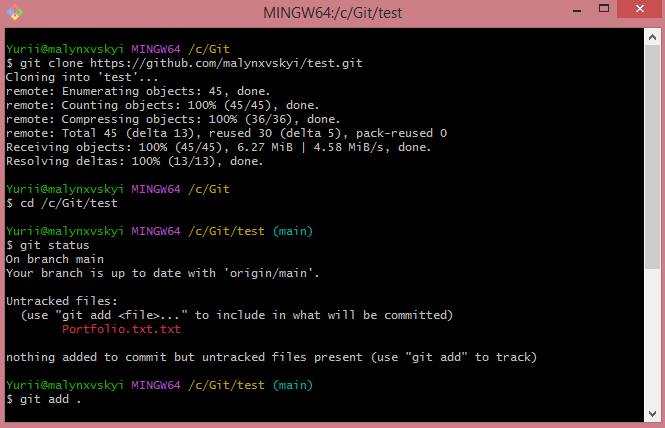 MINGW64:/c/Git/test
Yurii@malynxvskyi MINGW64 /c/Git
$ git clone https://github.com/malynxvskyi/test.git
Cloning into 'test'...
remote: Enumerating objects: 45, done.
remote: Counting objects: 100% (45/45), done.
remote: Compressing objects: 100% (36/36), done.
remote: Total 45 (delta 13), reused 30 (delta 5), pack-reused 0
Receiving objects: 100% (45/45), 6.27 MiB | 4.58 MiB/s, done.
Resolving deltas: 100% (13/13), done.
Yurii@malynxvskyi MINGW64 /c/Git
$ cd /c/Git/test
Yurii@malynxvskyi MINGW64 /c/Git/test (main)
$ git status
On branch main
Your branch is up to date with 'origin/main'.
Untracked files:
(use "git add <file>..." to include in what will be committed)
Portfolio.txt.txt
nothing added to commit but untracked files present (use "git add" to track)
Yurii@malynxvskyi MINGW64 /c/Git/test (main)
$ git add .